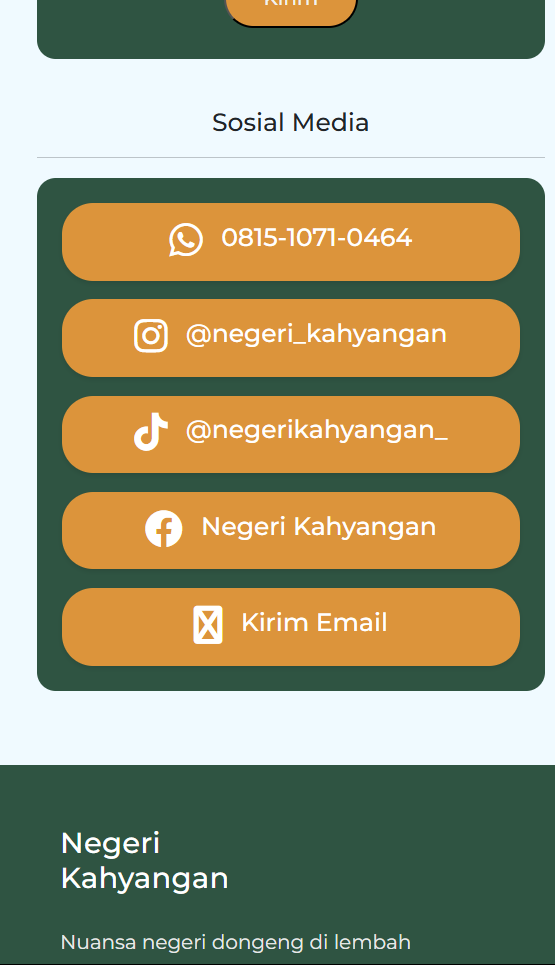 Kirim
Sosial Media
0815-1071-0464
@negeri_kahyangan
@negerikahyangan_
Negeri Kahyangan
Kirim Email
Negeri
Kahyangan
Nuansa negeri dongeng di lembah